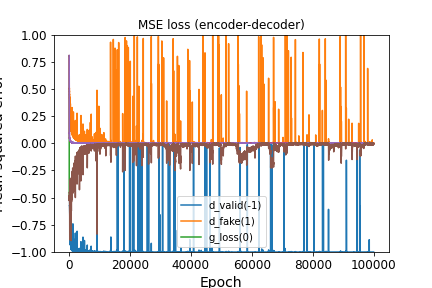 MSE loss (encoder-decoder)
1.00
0.75
0.50
0.25
0.00
−0.25
−0.50
−0.75
−1.00
d_valid(-1)
d_fake(1)
g_loss(0)
0 20000 40000 60000 80000 100000
Epoch